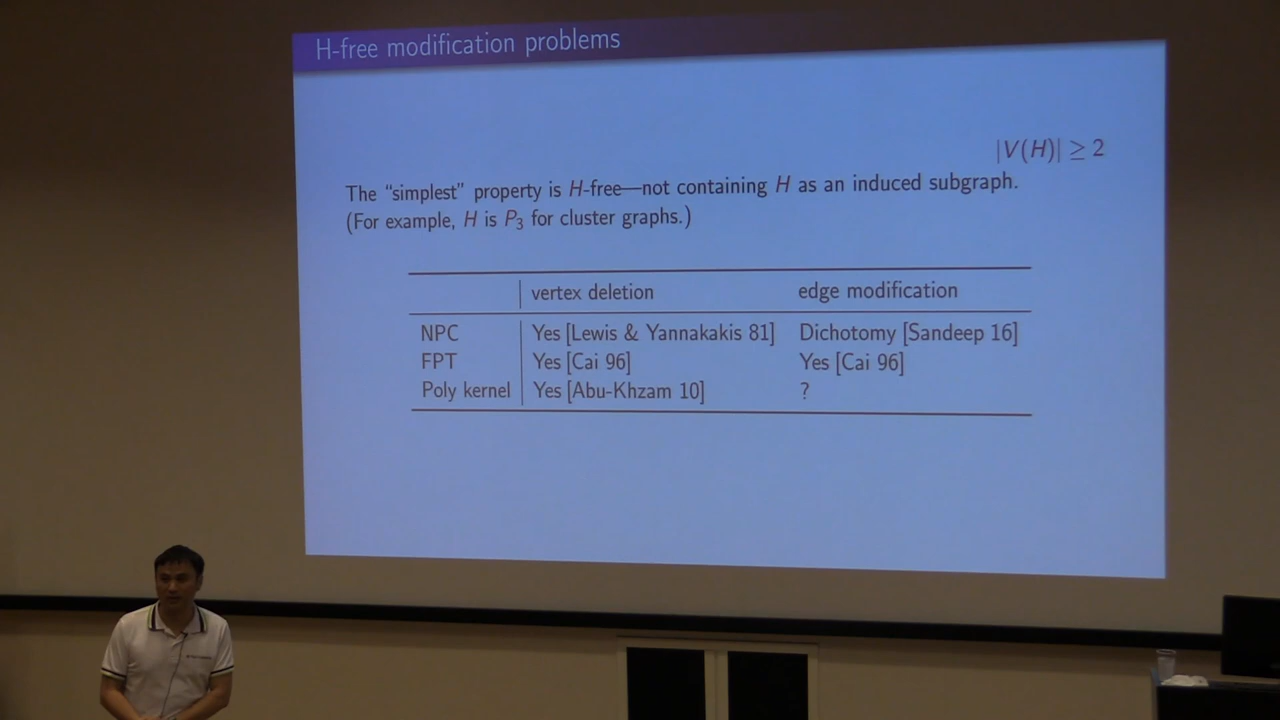 H-free modification problems
|V(H)| ≥ 2
The “simplest” property is H-free—not containing H as an induced subgraph.
(For example, H is P₃ for cluster graphs.)
vertex deletion edge modification
NPC Yes [Lewis & Yannakakis 81] Dichotomy [Sandeep 16]
FPT Yes [Cai 96] Yes [Cai 96]
Poly kernel Yes [Abu-Khzam 10] ?